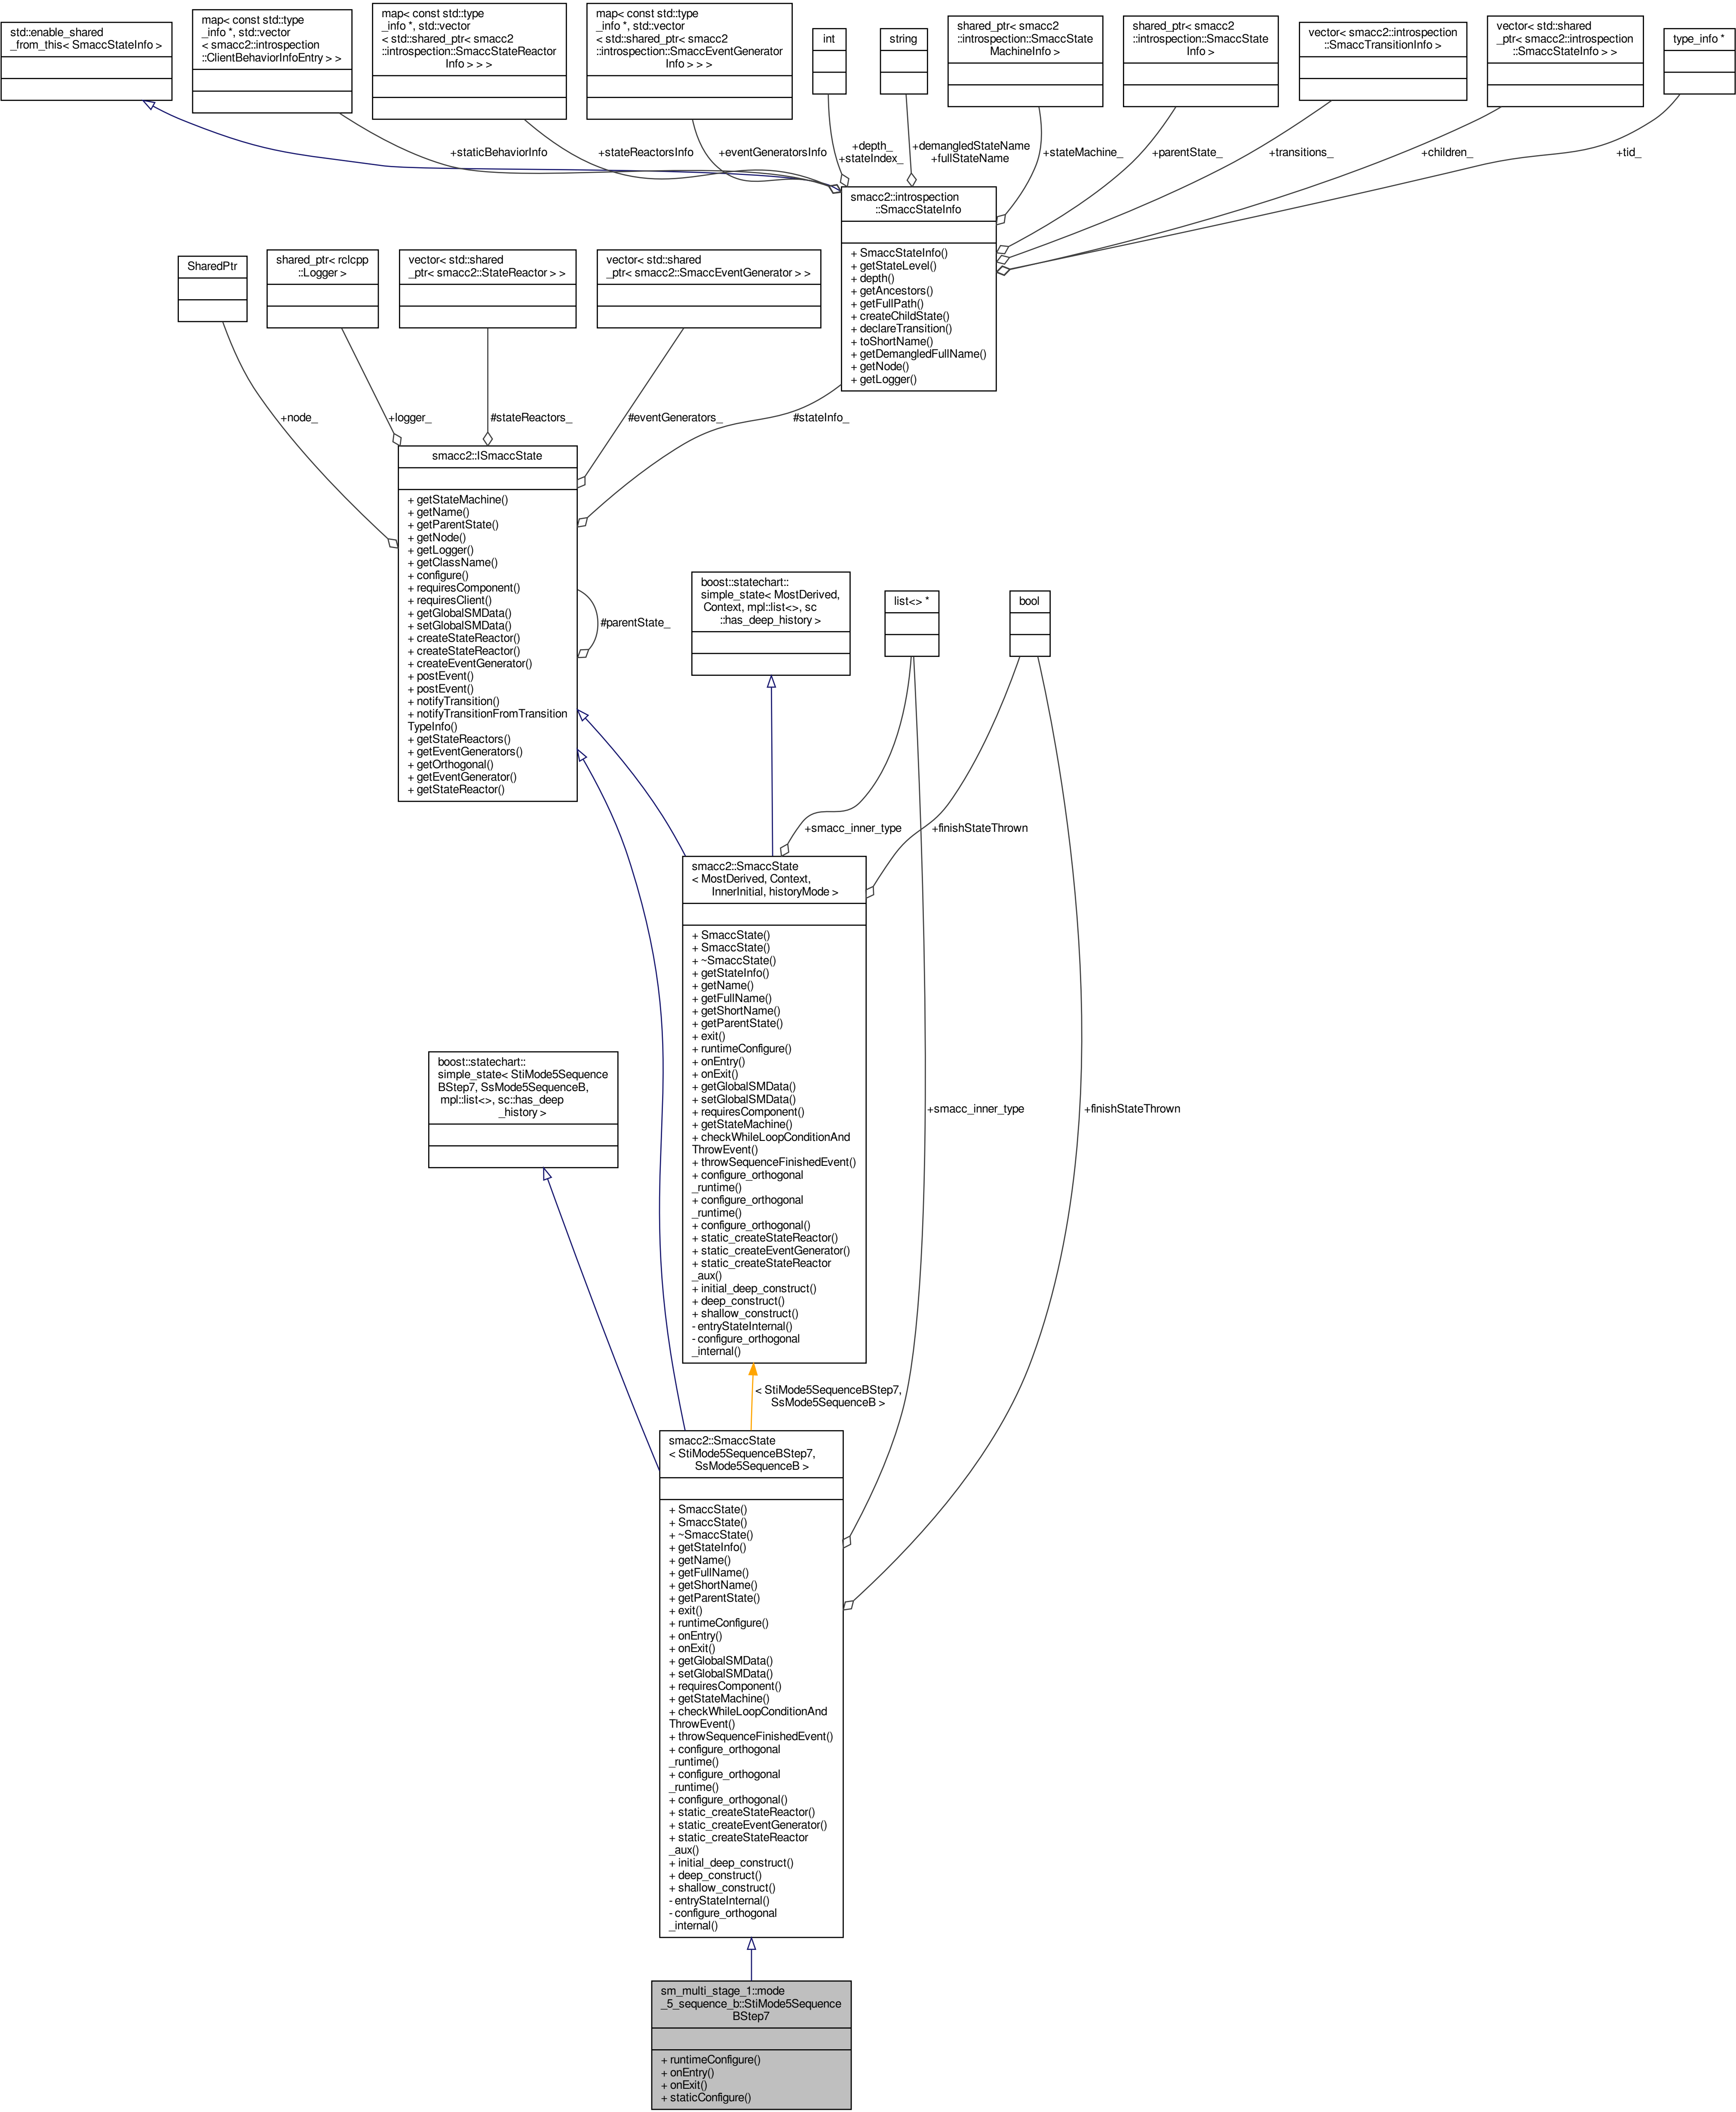 std::enable_shared
_from_this< SmaccStateInfo >
map< const std::type
_info *, std::vector
< smacc2::introspection
::ClientBehaviorInfoEntry > >
map< const std::type
_info *, std::vector
< std::shared_ptr< smacc2
::introspection::SmaccStateReactor
Info > > >
map< const std::type
_info *, std::vector
< std::shared_ptr< smacc2
::introspection::SmaccEventGenerator
Info > > >
int
string
shared_ptr< smacc2
::introspection::SmaccState
MachineInfo >
shared_ptr< smacc2
::introspection::SmaccState
Info >
vector< smacc2::introspection
::SmaccTransitionInfo >
vector< std::shared
_ptr< smacc2::introspection
::SmaccStateInfo > >
type_info *
+staticBehaviorInfo
+stateReactorsInfo
+eventGeneratorsInfo
+depth_
+stateIndex_
+demangledStateName
+fullStateName
+stateMachine_
+parentState_
+transitions_
+children_
+tid_
smacc2::introspection
::SmaccStateInfo
+ SmaccStateInfo()
+ getStateLevel()
+ depth()
+ getAncestors()
+ getFullPath()
+ createChildState()
+ declareTransition()
+ toShortName()
+ getDemangledFullName()
+ getNode()
+ getLogger()
SharedPtr
shared_ptr< rclcpp
::Logger >
vector< std::shared
_ptr< smacc2::StateReactor > >
vector< std::shared
_ptr< smacc2::SmaccEventGenerator > >
+node_
+logger_
#stateReactors_
#eventGenerators_
#stateInfo_
smacc2::ISmaccState
+ getStateMachine()
+ getName()
+ getParentState()
+ getNode()
+ getLogger()
+ getClassName()
+ configure()
+ requiresComponent()
+ requiresClient()
+ getGlobalSMData()
+ setGlobalSMData()
+ createStateReactor()
+ createStateReactor()
+ createEventGenerator()
+ postEvent()
+ postEvent()
+ notifyTransition()
+ notifyTransitionFromTransition
TypeInfo()
+ getStateReactors()
+ getEventGenerators()
+ getOrthogonal()
+ getEventGenerator()
+ getStateReactor()
#parentState_
boost::statechart::
simple_state< MostDerived,
Context, mpl::list<>, sc
::has_deep_history >
list<> *
bool
+smacc_inner_type
+finishStateThrown
smacc2::SmaccState
< MostDerived, Context,
InnerInitial, historyMode >
+ SmaccState()
+ SmaccState()
+ ~SmaccState()
+ getStateInfo()
+ getName()
+ getFullName()
+ getShortName()
+ getParentState()
+ exit()
+ runtimeConfigure()
+ onEntry()
+ onExit()
+ getGlobalSMData()
+ setGlobalSMData()
+ requiresComponent()
+ getStateMachine()
+ checkWhileLoopConditionAnd
ThrowEvent()
+ throwSequenceFinishedEvent()
+ configure_orthogonal
_runtime()
+ configure_orthogonal
_runtime()
+ configure_orthogonal()
+ static_createStateReactor()
+ static_createEventGenerator()
+ static_createStateReactor
_aux()
+ initial_deep_construct()
+ deep_construct()
+ shallow_construct()
- entryStateInternal()
- configure_orthogonal
_internal()
boost::statechart::
simple_state< StiMode5Sequence
BStep7, SsMode5SequenceB,
mpl::list<>, sc::has_deep
_history >
+smacc_inner_type
+finishStateThrown
< StiMode5SequenceBStep7,
SsMode5SequenceB >
smacc2::SmaccState
< StiMode5SequenceBStep7,
SsMode5SequenceB >
+ SmaccState()
+ SmaccState()
+ ~SmaccState()
+ getStateInfo()
+ getName()
+ getFullName()
+ getShortName()
+ getParentState()
+ exit()
+ runtimeConfigure()
+ onEntry()
+ onExit()
+ getGlobalSMData()
+ setGlobalSMData()
+ requiresComponent()
+ getStateMachine()
+ checkWhileLoopConditionAnd
ThrowEvent()
+ throwSequenceFinishedEvent()
+ configure_orthogonal
_runtime()
+ configure_orthogonal
_runtime()
+ configure_orthogonal()
+ static_createStateReactor()
+ static_createEventGenerator()
+ static_createStateReactor
_aux()
+ initial_deep_construct()
+ deep_construct()
+ shallow_construct()
- entryStateInternal()
- configure_orthogonal
_internal()
sm_multi_stage_1::mode
_5_sequence_b::StiMode5Sequence
BStep7
+ runtimeConfigure()
+ onEntry()
+ onExit()
+ staticConfigure()